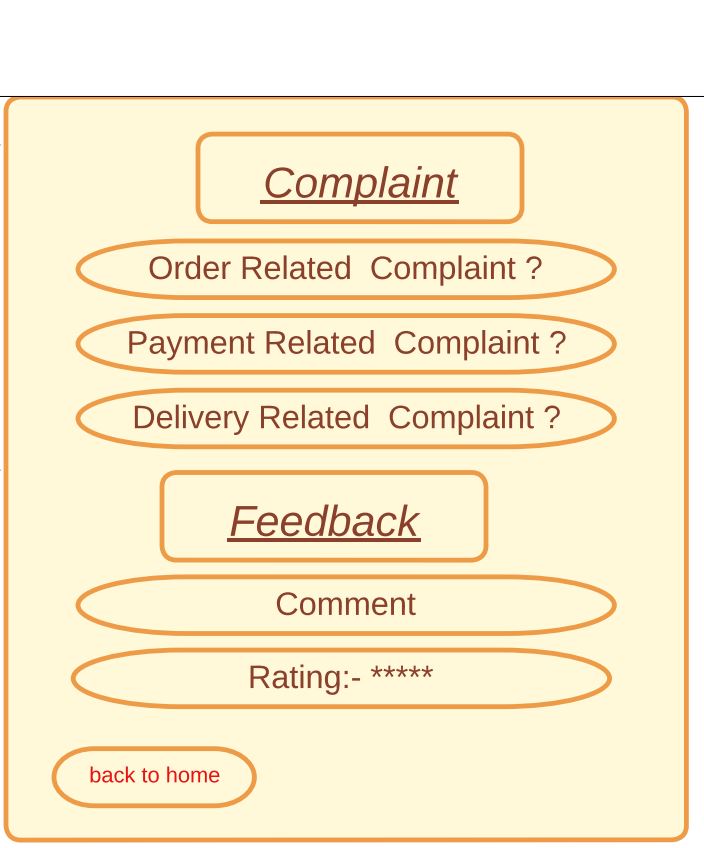 Complaint
Order Related  Complaint ?
Payment Related  Complaint ?
Delivery Related  Complaint ?
Feedback
Comment
Rating:- *****
back to home